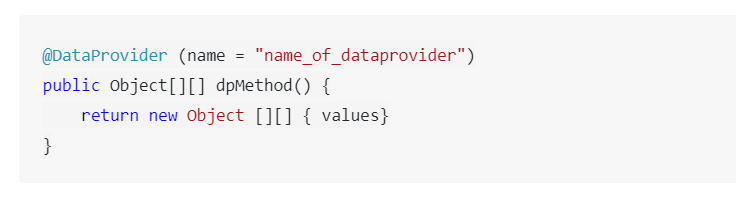 @DataProvider (name = "name_of_dataprovider")
public Object[][] dpMethod() {
    return new Object [][] { values}
}